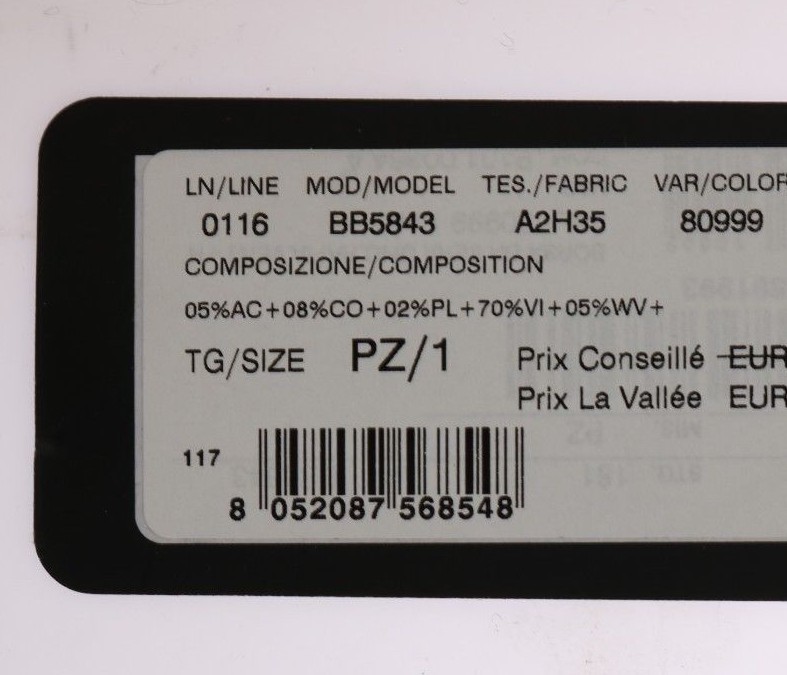 LN/LINE MOD/MODEL TES./FABRIC VAR/COLOR
0116 BB5843 A2H35 80999
COMPOSIZIONE/COMPOSITION
05%AC+08%CO+02%PL+70%VI+05%WV+
TG/SIZE PZ/1 Prix Conseillé EUR
Prix La Vallée EUR
117
8 052087 568548